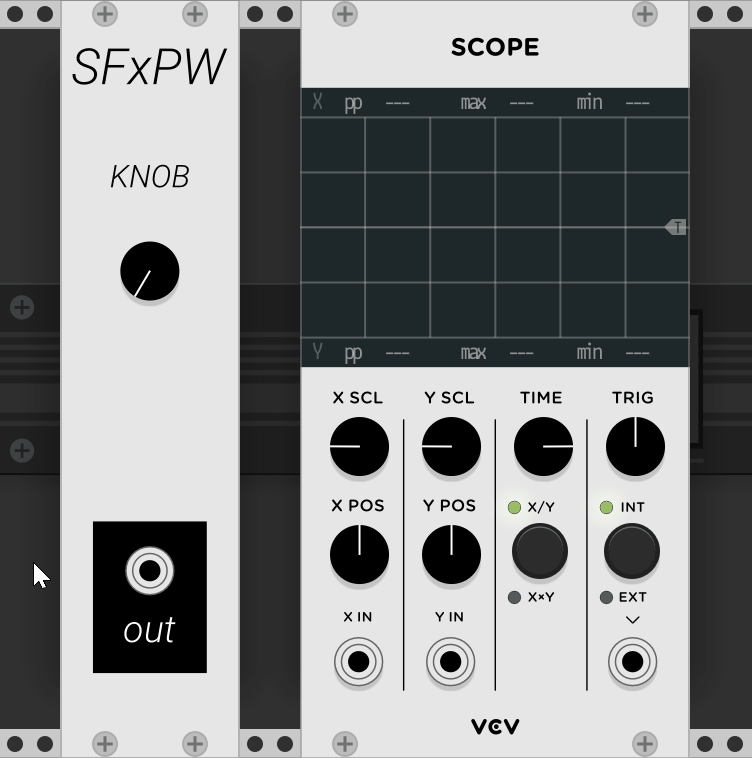 SFxPW
KNOB
out
SCOPE
X pp --- max --- min ---
T
Y pp --- max --- min ---
X SCL Y SCL TIME TRIG
X POS Y POS X/Y INT
X×Y EXT
X IN Y IN
VCV